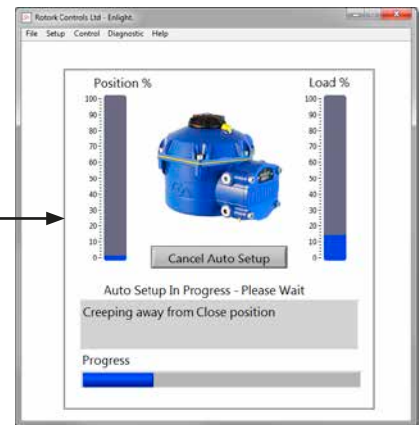 Rotork Controls Ltd - Enlight
File Setup Control Diagnostic Help
Position %
Load %
100
90
80
70
60
50
40
30
20
10
0
100
90
80
70
60
50
40
30
20
10
0
Cancel Auto Setup
Auto Setup In Progress - Please Wait
Creeping away from Close position
Progress